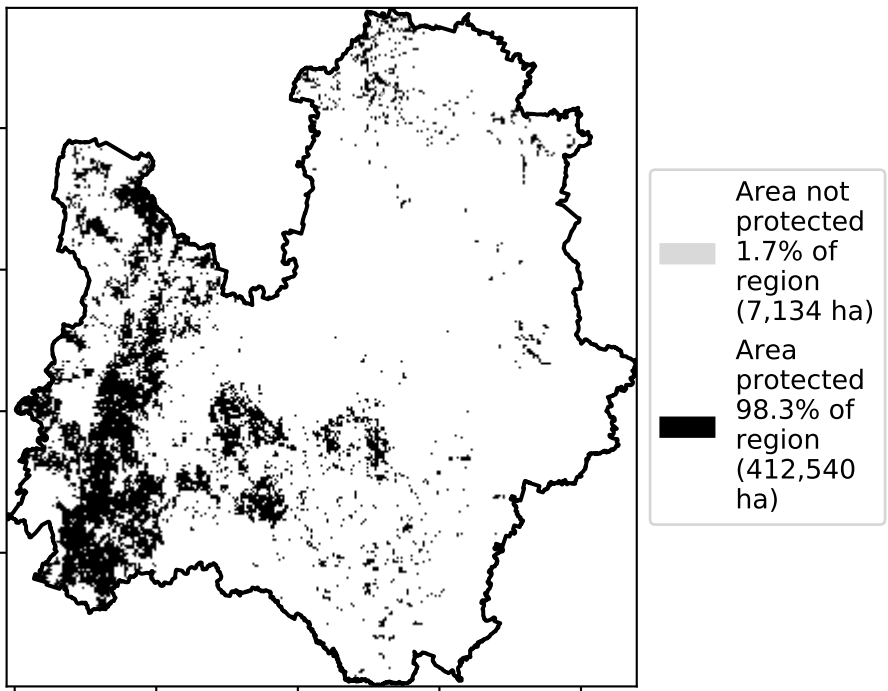 Area not
protected
1.7% of
region
(7,134 ha)
Area
protected
98.3% of
region
(412,540
ha)